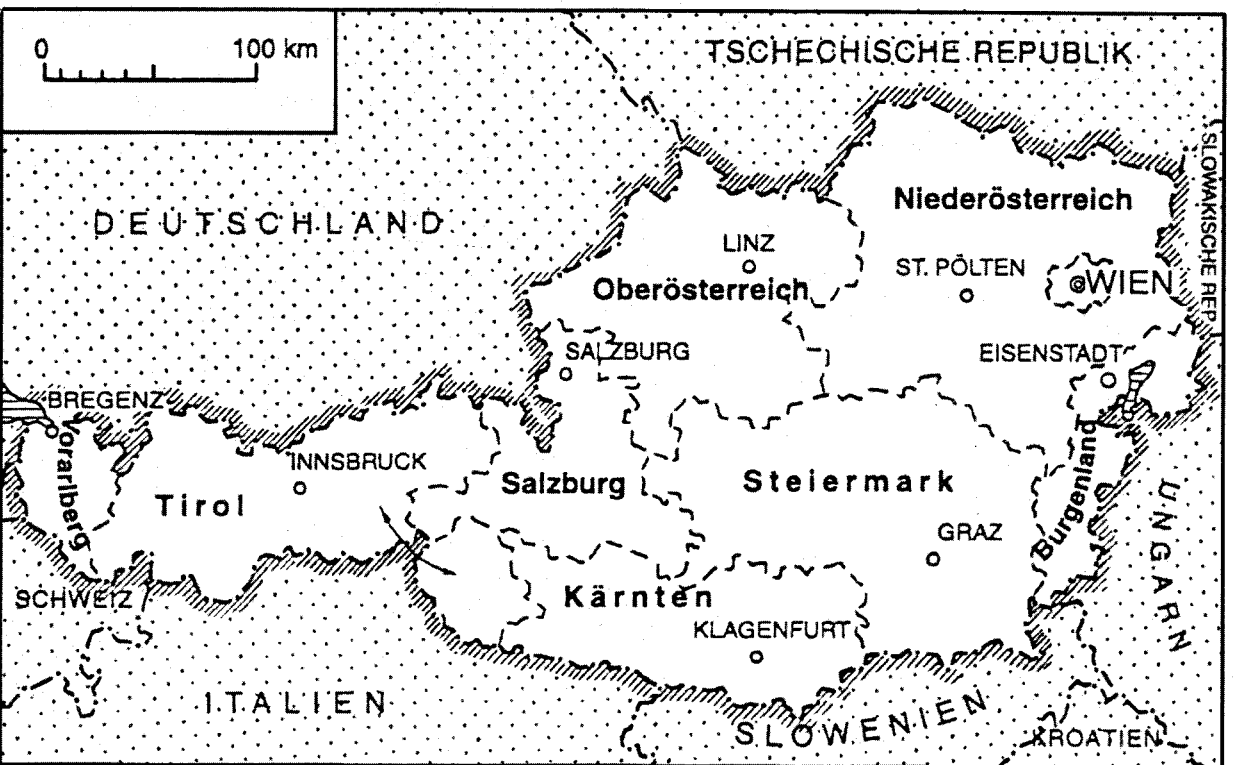 0 100 km
TSCHECHISCHE REPUBLIK
SLOWAKISCHE REP.
DEUTSCHLAND
Niederösterreich
LINZ
ST. PÖLTEN
WIEN
Oberösterreich
SALZBURG
EISENSTADT
BREGENZ
Vorarlberg
INNSBRUCK
Tirol
Salzburg
Steiermark
Burgenland
UNGARN
GRAZ
SCHWEIZ
Kärnten
KLAGENFURT
ITALIEN
SLOWENIEN
KROATIEN